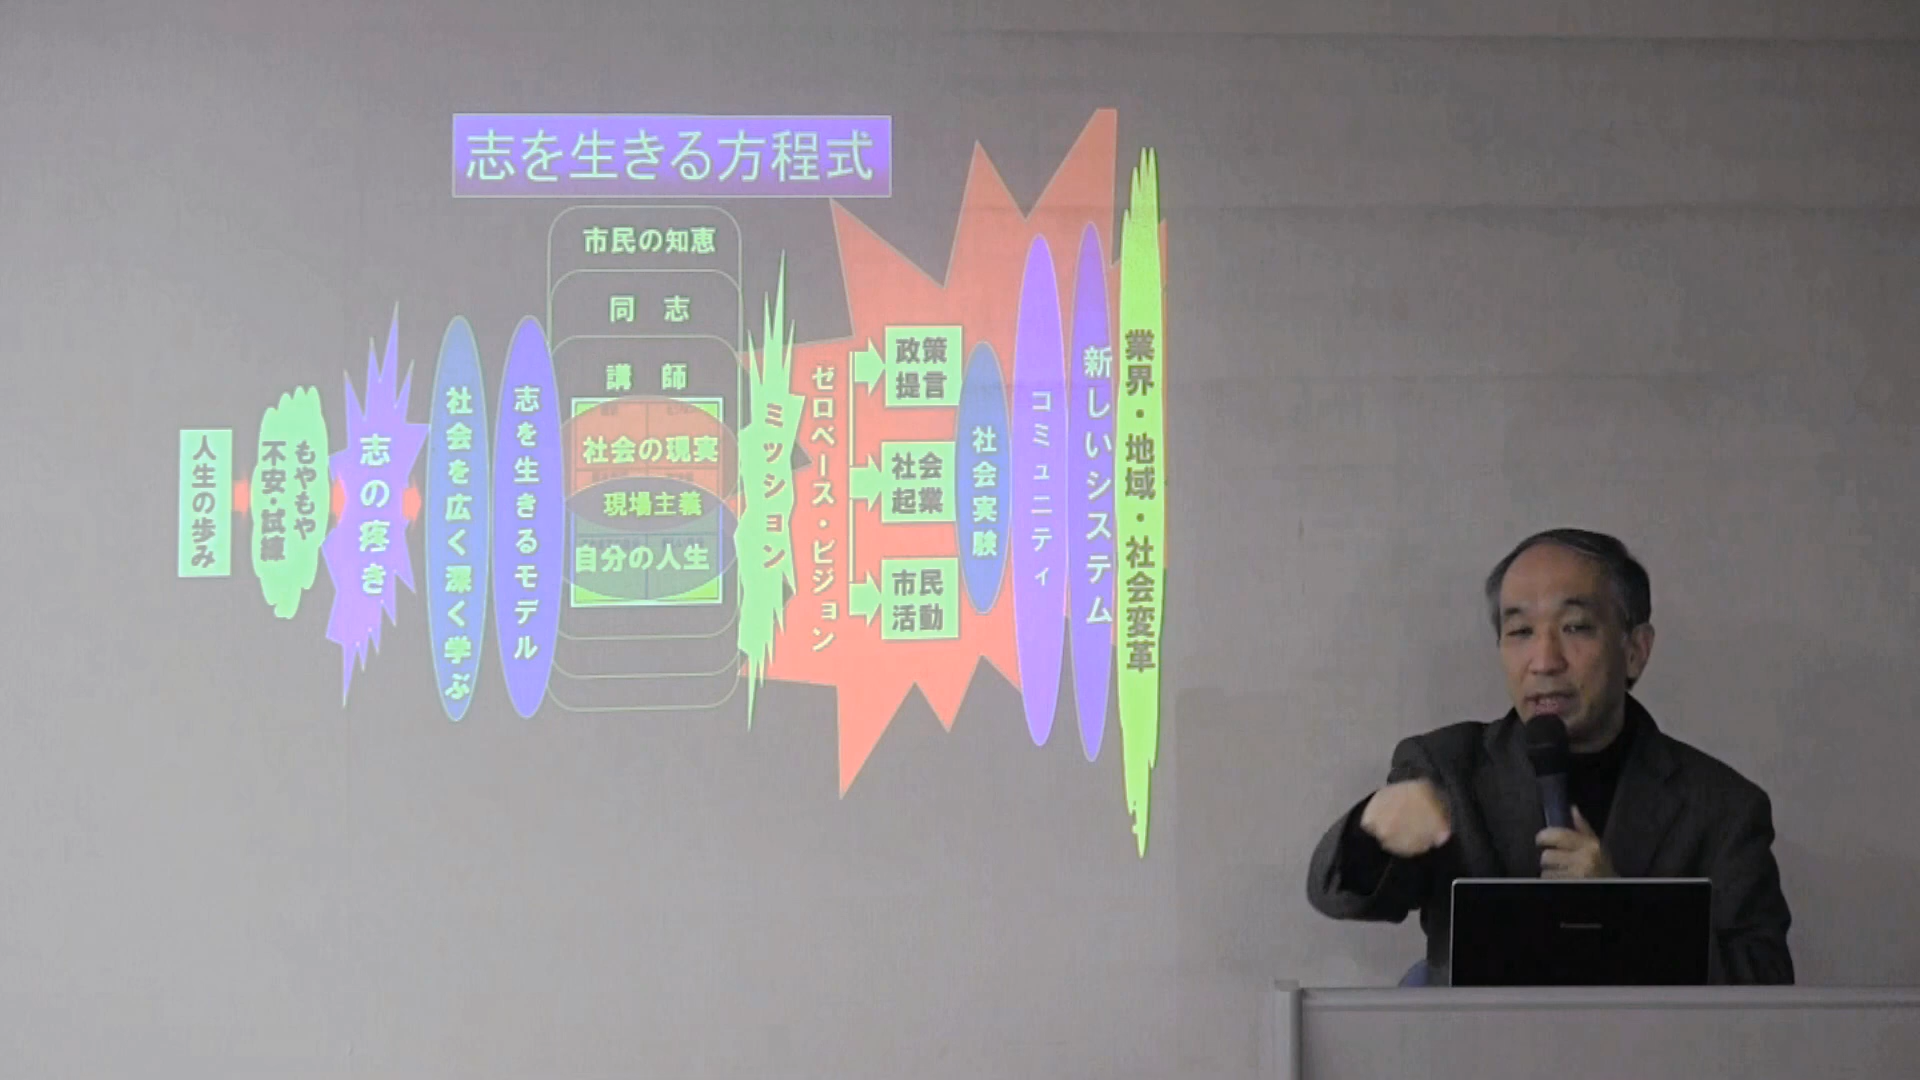 志を生きる方程式
人生の歩み
もやもや
不安・試練
志の疼き
社会を広く深く学ぶ
志を生きるモデル
市民の知恵
同 志
講 師
社会の現実
現場主義
自分の人生
ミッション
ゼロベース・ビジョン
政策
提言
社会
起業
市民
活動
社会実験
コミュニティ
新しいシステム
業界・地域・社会変革